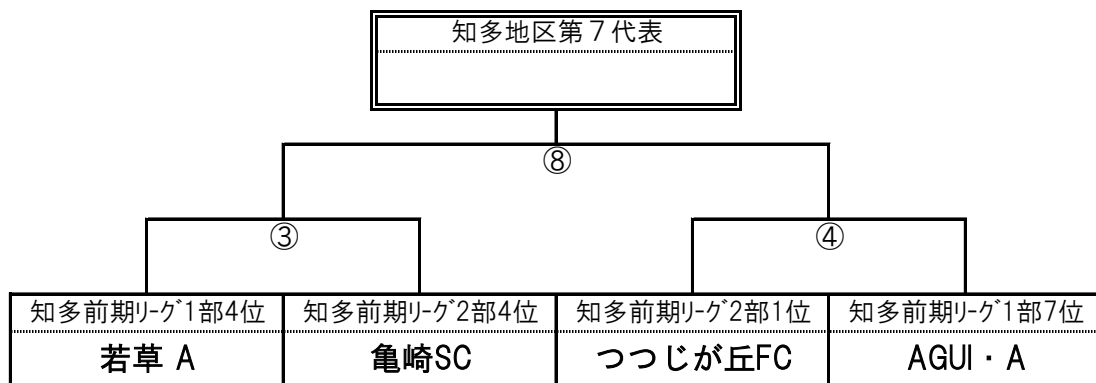 知多地区第７代表
⑧
③
④
知多前期ﾘｰｸﾞ1部4位
知多前期ﾘｰｸﾞ2部4位
知多前期ﾘｰｸﾞ2部1位
知多前期ﾘｰｸﾞ1部7位
若草 A
亀崎SC
つつじが丘FC
AGUI・A